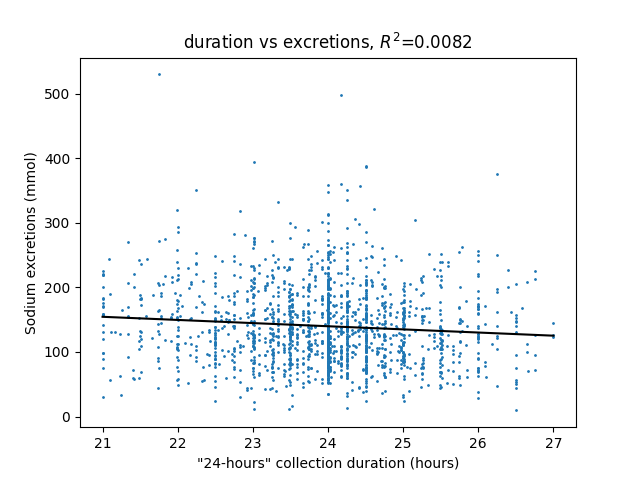 duration vs excretions, R²=0.0082
500
400
300
200
100
0
Sodium excretions (mmol)
21 22 23 24 25 26 27
"24-hours" collection duration (hours)